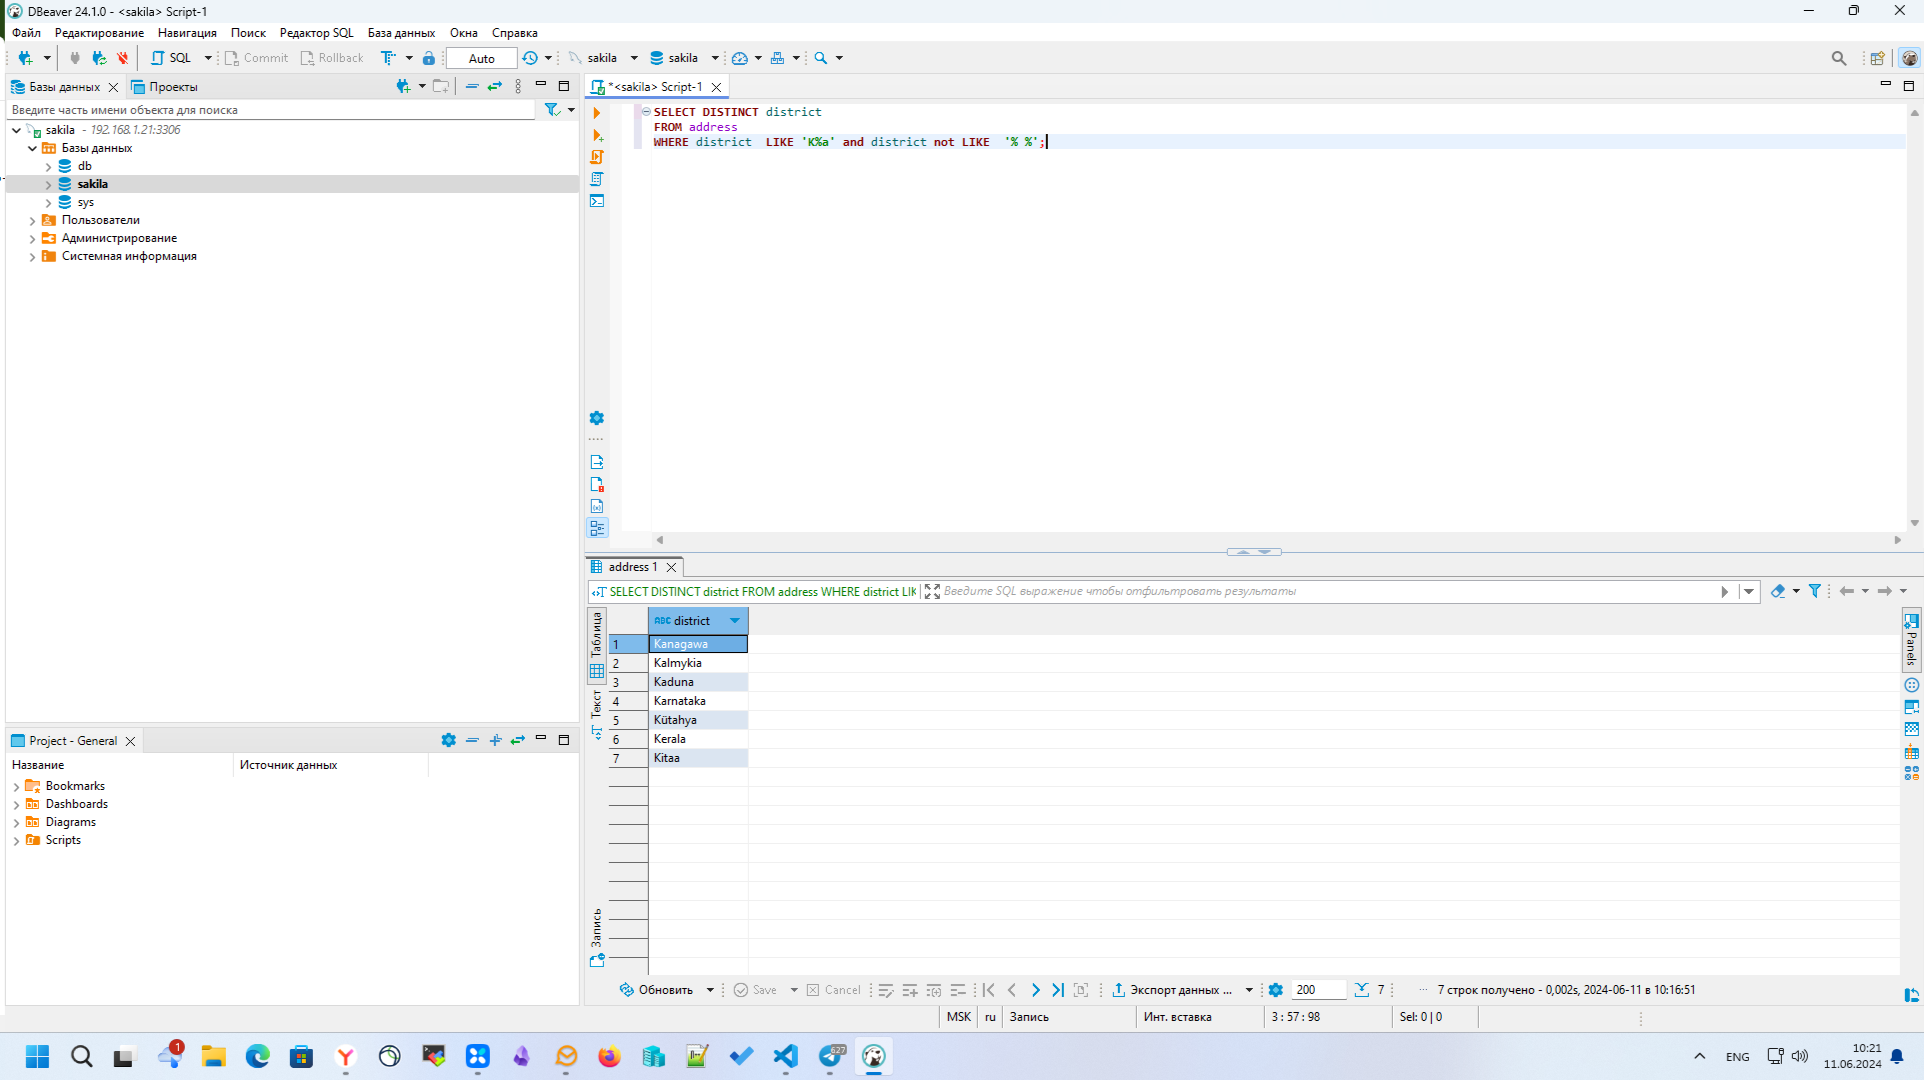 DBeaver 24.1.0 - <sakila> Script-1
Файл Редактирование Навигация Поиск Редактор SQL База данных Окна Справка
SQL Commit Rollback Auto sakila sakila
Базы данных Проекты
Введите часть имени объекта для поиска
sakila - 192.168.1.21:3306
Базы данных
db
sakila
sys
Пользователи
Администрирование
Системная информация
Project - General
Название Источник данных
Bookmarks
Dashboards
Diagrams
Scripts
*<sakila> Script-1
SELECT DISTINCT district
FROM address
WHERE district  LIKE 'K%a' and district not LIKE  '% %';
address 1
SELECT DISTINCT district FROM address WHERE district LIK Введите SQL выражение чтобы отфильтровать результаты
Таблица
Текст
Запись
ABC district
1 Kanagawa
2 Kalmykia
3 Kaduna
4 Karnataka
5 Kütahya
6 Kerala
7 Kitaa
Panels
Обновить Save Cancel Экспорт данных ... 200 7 ... 7 строк получено - 0,002s, 2024-06-11 в 10:16:51
MSK ru Запись Инт. вставка 3 : 57 : 98 Sel: 0 | 0
1 627 ENG 10:21
11.06.2024